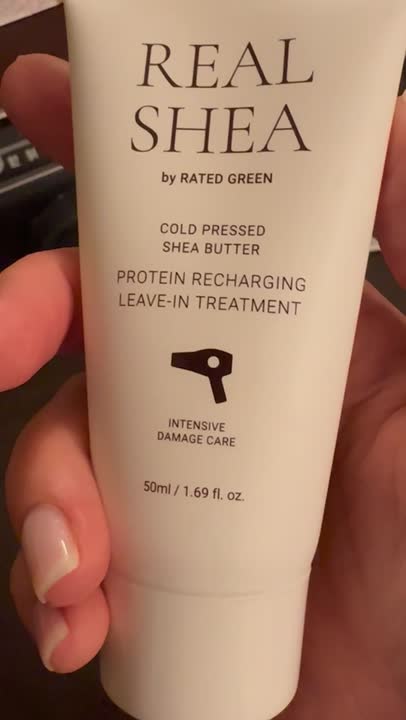 REAL
SHEA
by RATED GREEN
COLD PRESSED
SHEA BUTTER
PROTEIN RECHARGING
LEAVE-IN TREATMENT
INTENSIVE
DAMAGE CARE
50ml / 1.69 fl. oz.